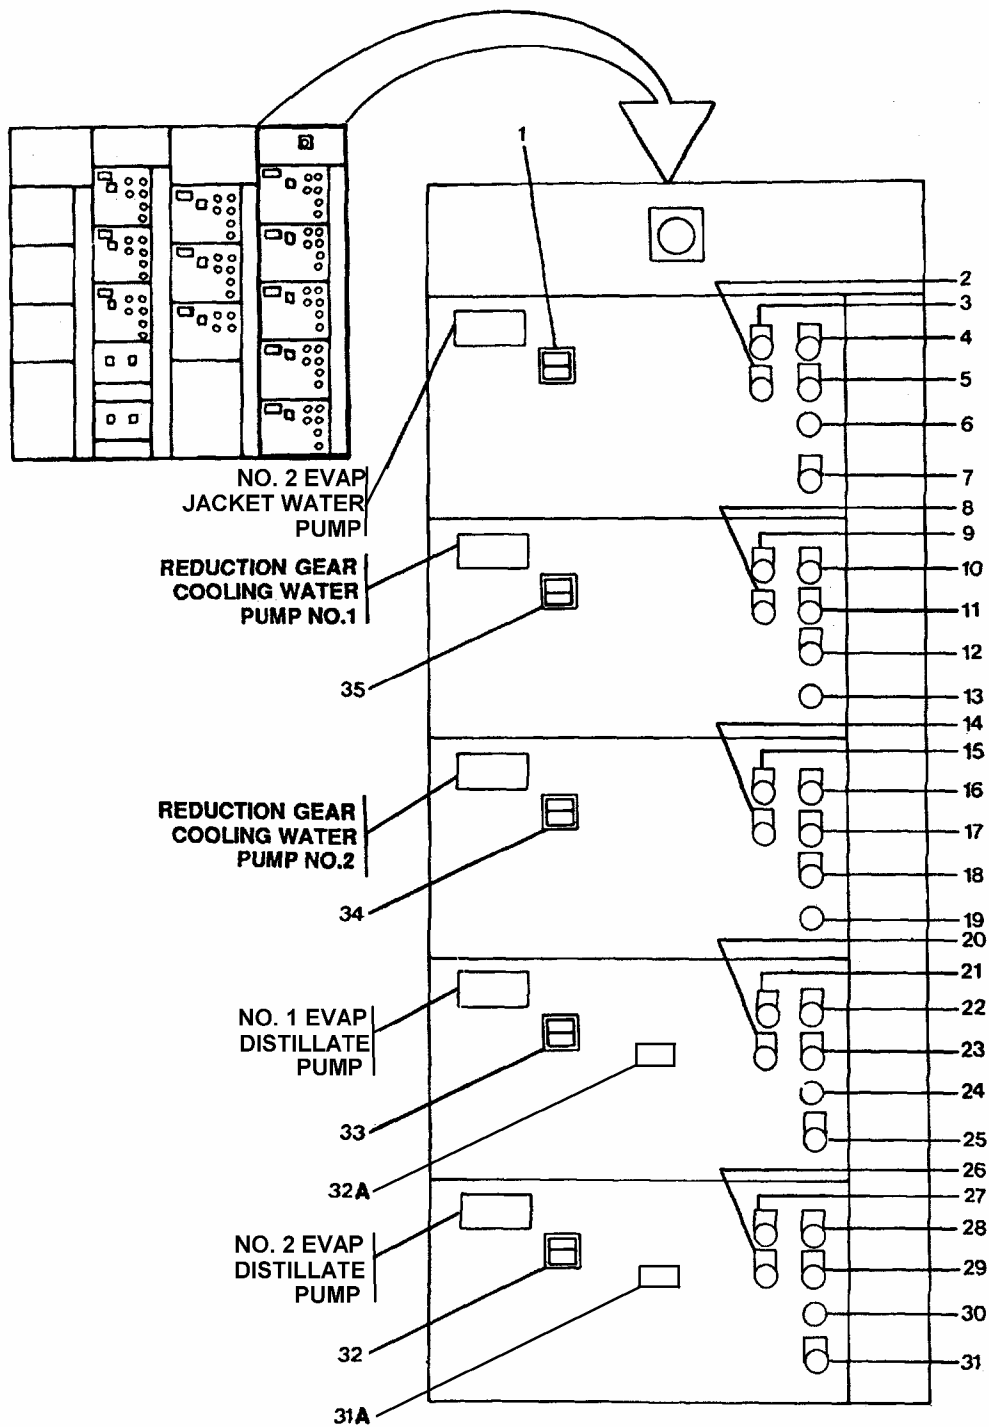 1
2
3
4
5
6
7
8
9
10
11
12
13
14
15
16
17
18
19
20
21
22
23
24
25
26
27
28
29
30
31
NO. 2 EVAP
JACKET WATER
PUMP
REDUCTION GEAR
COOLING WATER
PUMP NO.1
35
REDUCTION GEAR
COOLING WATER
PUMP NO.2
34
NO. 1 EVAP
DISTILLATE
PUMP
33
32A
NO. 2 EVAP
DISTILLATE
PUMP
32
31A